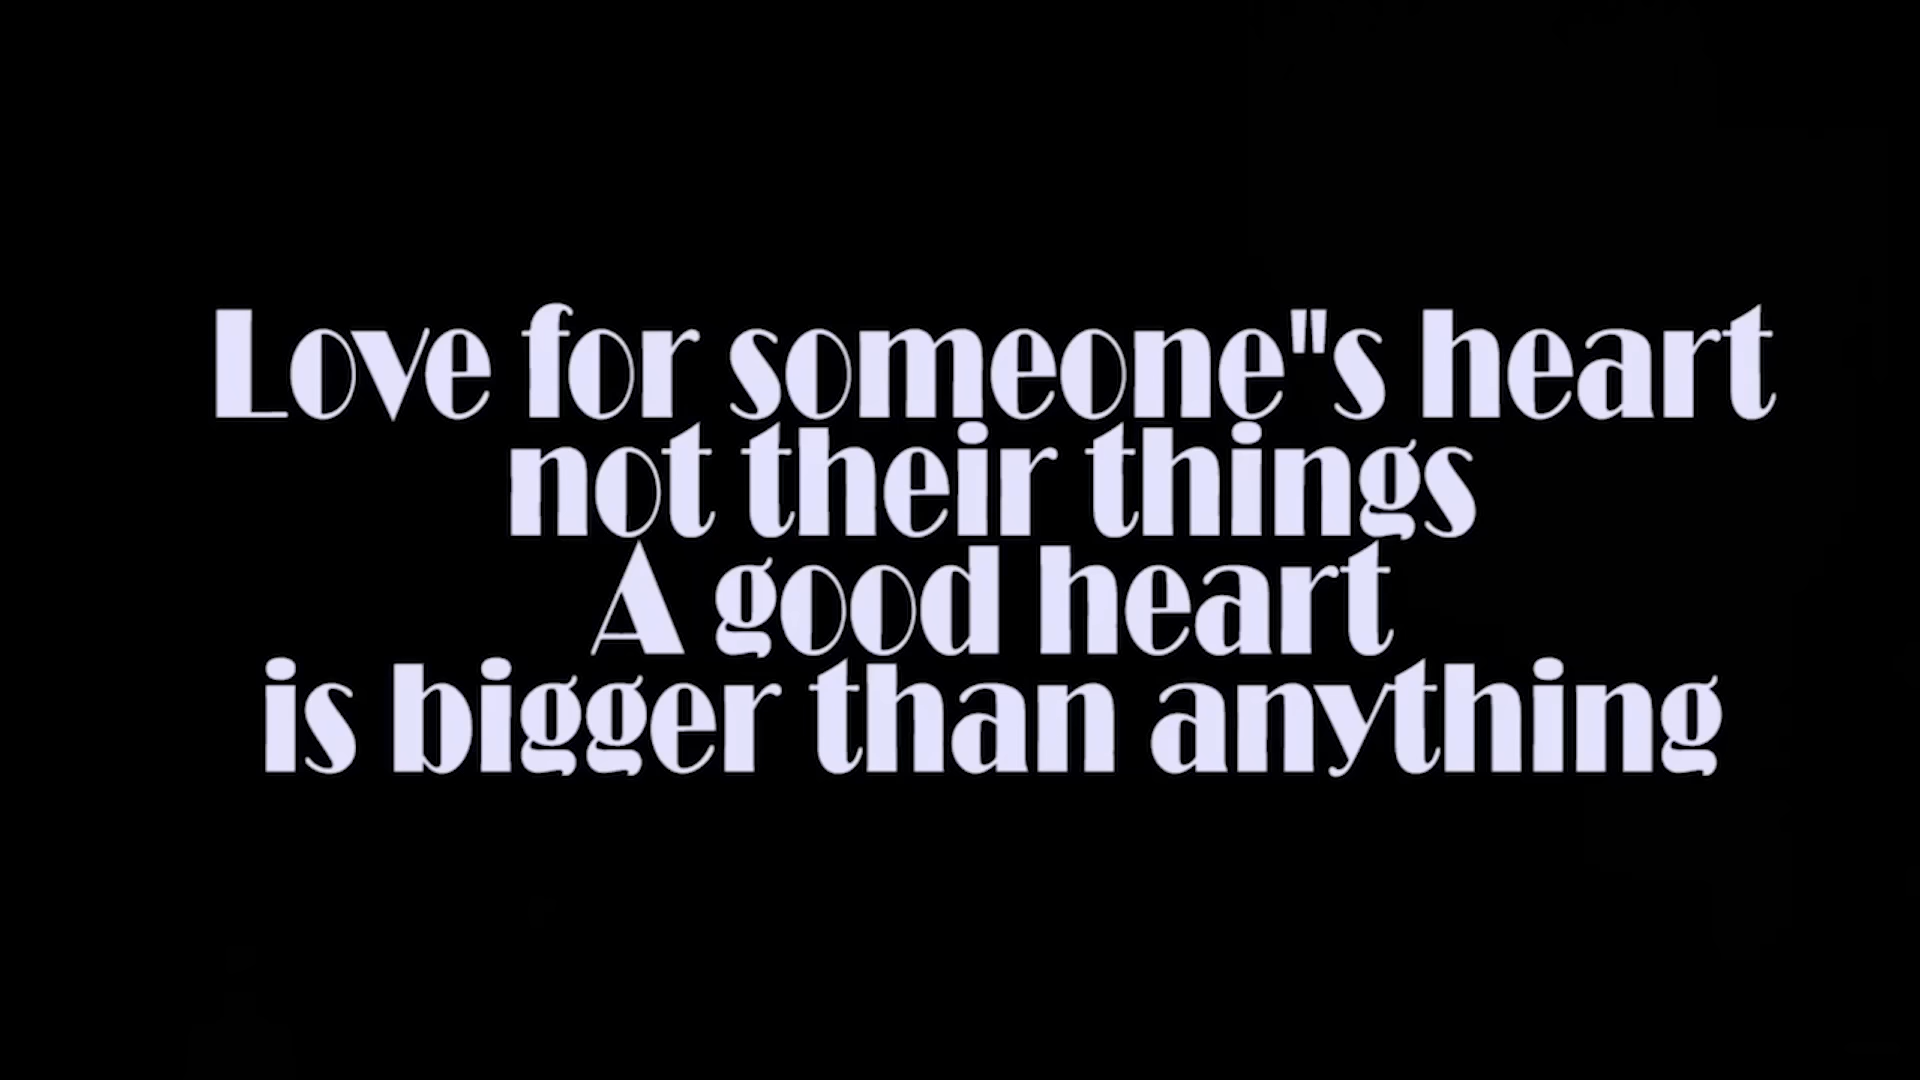 Love for someone"s heart
not their things
A good heart
is bigger than anything